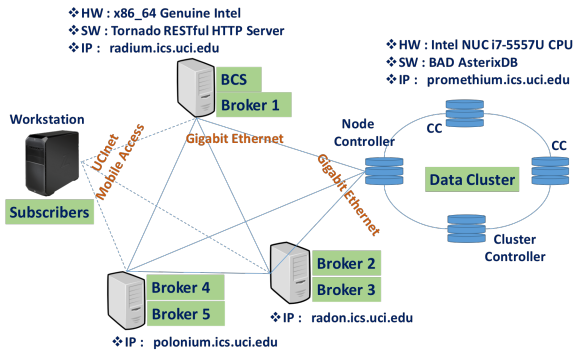 ❖HW : x86_64 Genuine Intel
❖SW : Tornado RESTful HTTP Server
❖IP : radium.ics.uci.edu
❖HW : Intel NUC i7-5557U CPU
❖SW : BAD AsterixDB
❖IP : promethium.ics.uci.edu
BCS
Broker 1
Workstation
UCInet
Mobile Access
Gigabit Ethernet
Gigabit Ethernet
Node
Controller
CC
CC
Data Cluster
Subscribers
Cluster
Controller
Broker 2
Broker 3
Broker 4
Broker 5
❖IP : radon.ics.uci.edu
❖IP : polonium.ics.uci.edu